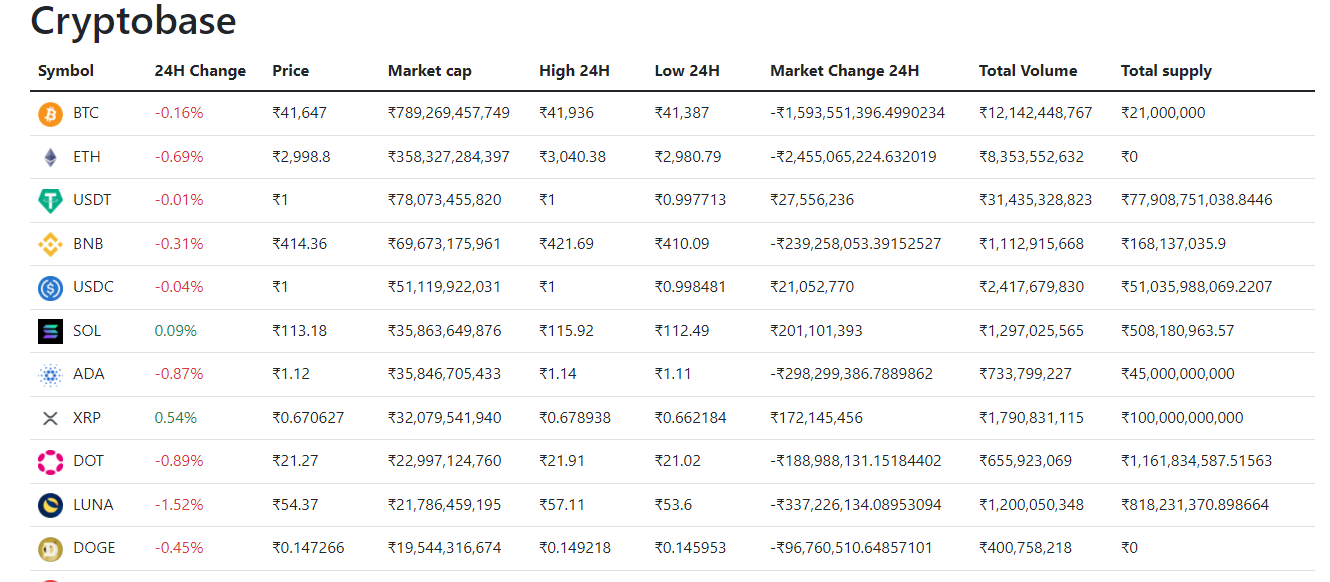 Cryptobase
Symbol 24H Change Price Market cap High 24H Low 24H Market Change 24H Total Volume Total supply
BTC -0.16% ₹41,647 ₹789,269,457,749 ₹41,936 ₹41,387 -₹1,593,551,396.4990234 ₹12,142,448,767 ₹21,000,000
ETH -0.69% ₹2,998.8 ₹358,327,284,397 ₹3,040.38 ₹2,980.79 -₹2,455,065,224.632019 ₹8,353,552,632 ₹0
USDT -0.01% ₹1 ₹78,073,455,820 ₹1 ₹0.997713 ₹27,556,236 ₹31,435,328,823 ₹77,908,751,038.8446
BNB -0.31% ₹414.36 ₹69,673,175,961 ₹421.69 ₹410.09 -₹239,258,053.39152527 ₹1,112,915,668 ₹168,137,035.9
USDC -0.04% ₹1 ₹51,119,922,031 ₹1 ₹0.998481 ₹21,052,770 ₹2,417,679,830 ₹51,035,988,069.2207
SOL 0.09% ₹113.18 ₹35,863,649,876 ₹115.92 ₹112.49 ₹201,101,393 ₹1,297,025,565 ₹508,180,963.57
ADA -0.87% ₹1.12 ₹35,846,705,433 ₹1.14 ₹1.11 -₹298,299,386.7889862 ₹733,799,227 ₹45,000,000,000
XRP 0.54% ₹0.670627 ₹32,079,541,940 ₹0.678938 ₹0.662184 ₹172,145,456 ₹1,790,831,115 ₹100,000,000,000
DOT -0.89% ₹21.27 ₹22,997,124,760 ₹21.91 ₹21.02 -₹188,988,131.15184402 ₹655,923,069 ₹1,161,834,587.51563
LUNA -1.52% ₹54.37 ₹21,786,459,195 ₹57.11 ₹53.6 -₹337,226,134.08953094 ₹1,200,050,348 ₹818,231,370.898664
DOGE -0.45% ₹0.147266 ₹19,544,316,674 ₹0.149218 ₹0.145953 -₹96,760,510.64857101 ₹400,758,218 ₹0